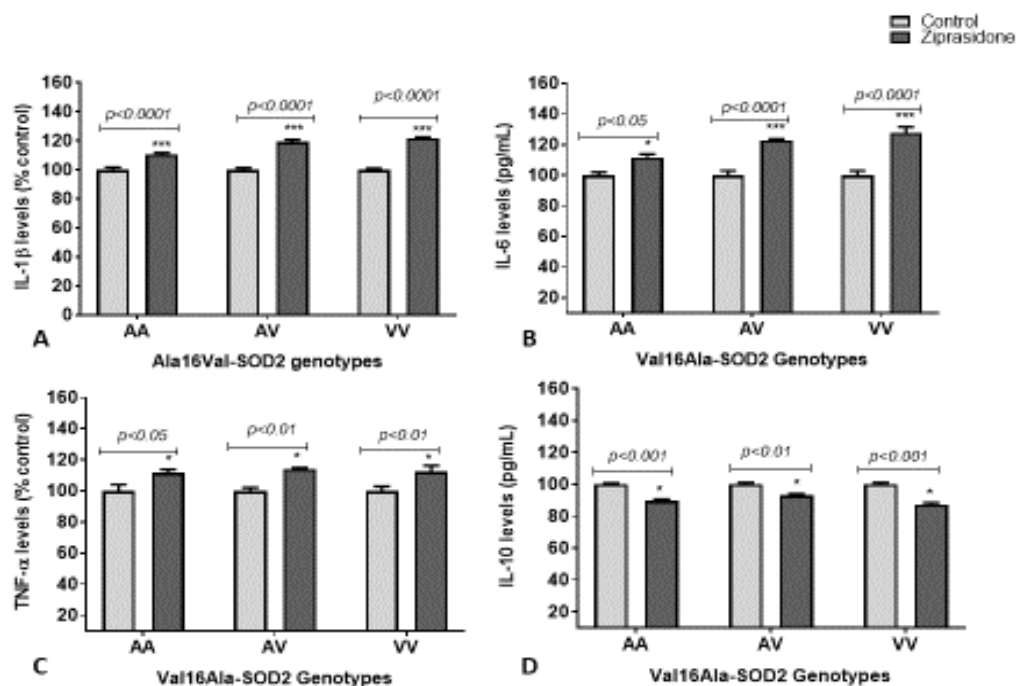 Control
Ziprasidone
160
140
120
100
80
60
40
20
0
IL-1β levels (% control)
p<0.0001
p<0.0001
p<0.0001
***
***
***
AA
AV
VV
A
Ala16Val-SOD2 genotypes
160
140
120
100
80
60
40
20
IL-6 levels (pg/mL)
p<0.05
p<0.0001
p<0.0001
*
***
***
AA
AV
VV
B
Val16Ala-SOD2 Genotypes
160
140
120
100
80
60
40
20
TNF-α levels (% control)
p<0.05
p<0.01
p<0.01
*
*
*
AA
AV
VV
C
Val16Ala-SOD2 Genotypes
160
140
120
100
80
60
40
20
IL-10 levels (pg/mL)
p<0.001
p<0.01
p<0.001
*
*
*
AA
AV
VV
D
Val16Ala-SOD2 Genotypes